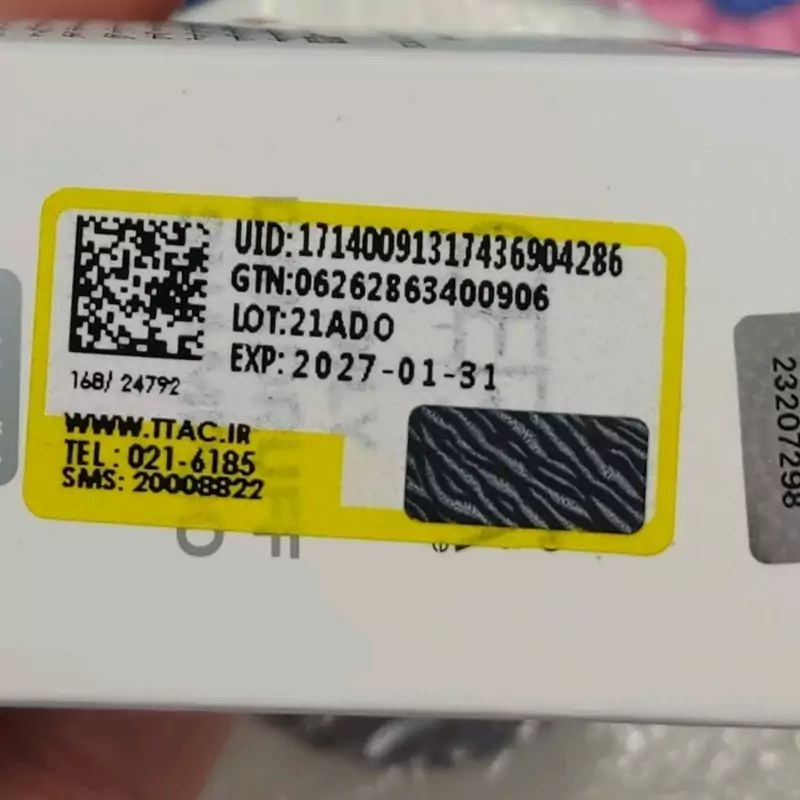 UID:17140091317436904286
GTN:06262863400906
LOT:21ADO
EXP: 2027-01-31
168/ 24792
WWW.TTAC.IR
TEL : 021-6185
SMS: 20008822
23207298